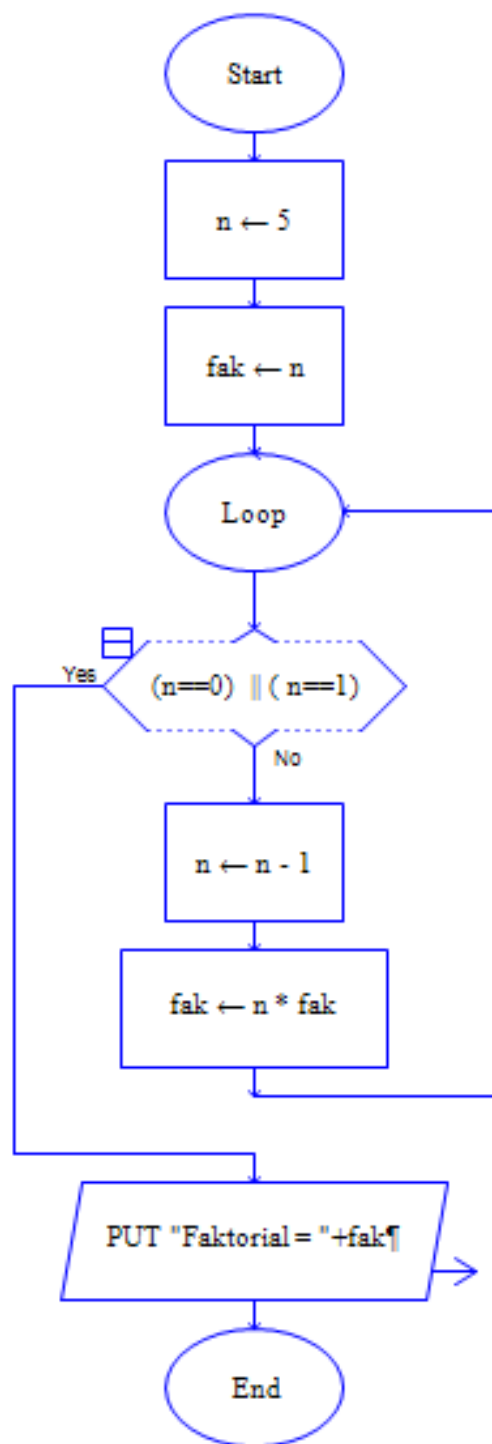 Start
n ← 5
fak ← n
Loop
Yes
(n==0) || ( n==1)
No
n ← n - 1
fak ← n * fak
PUT "Faktorial = "+fak¶
End